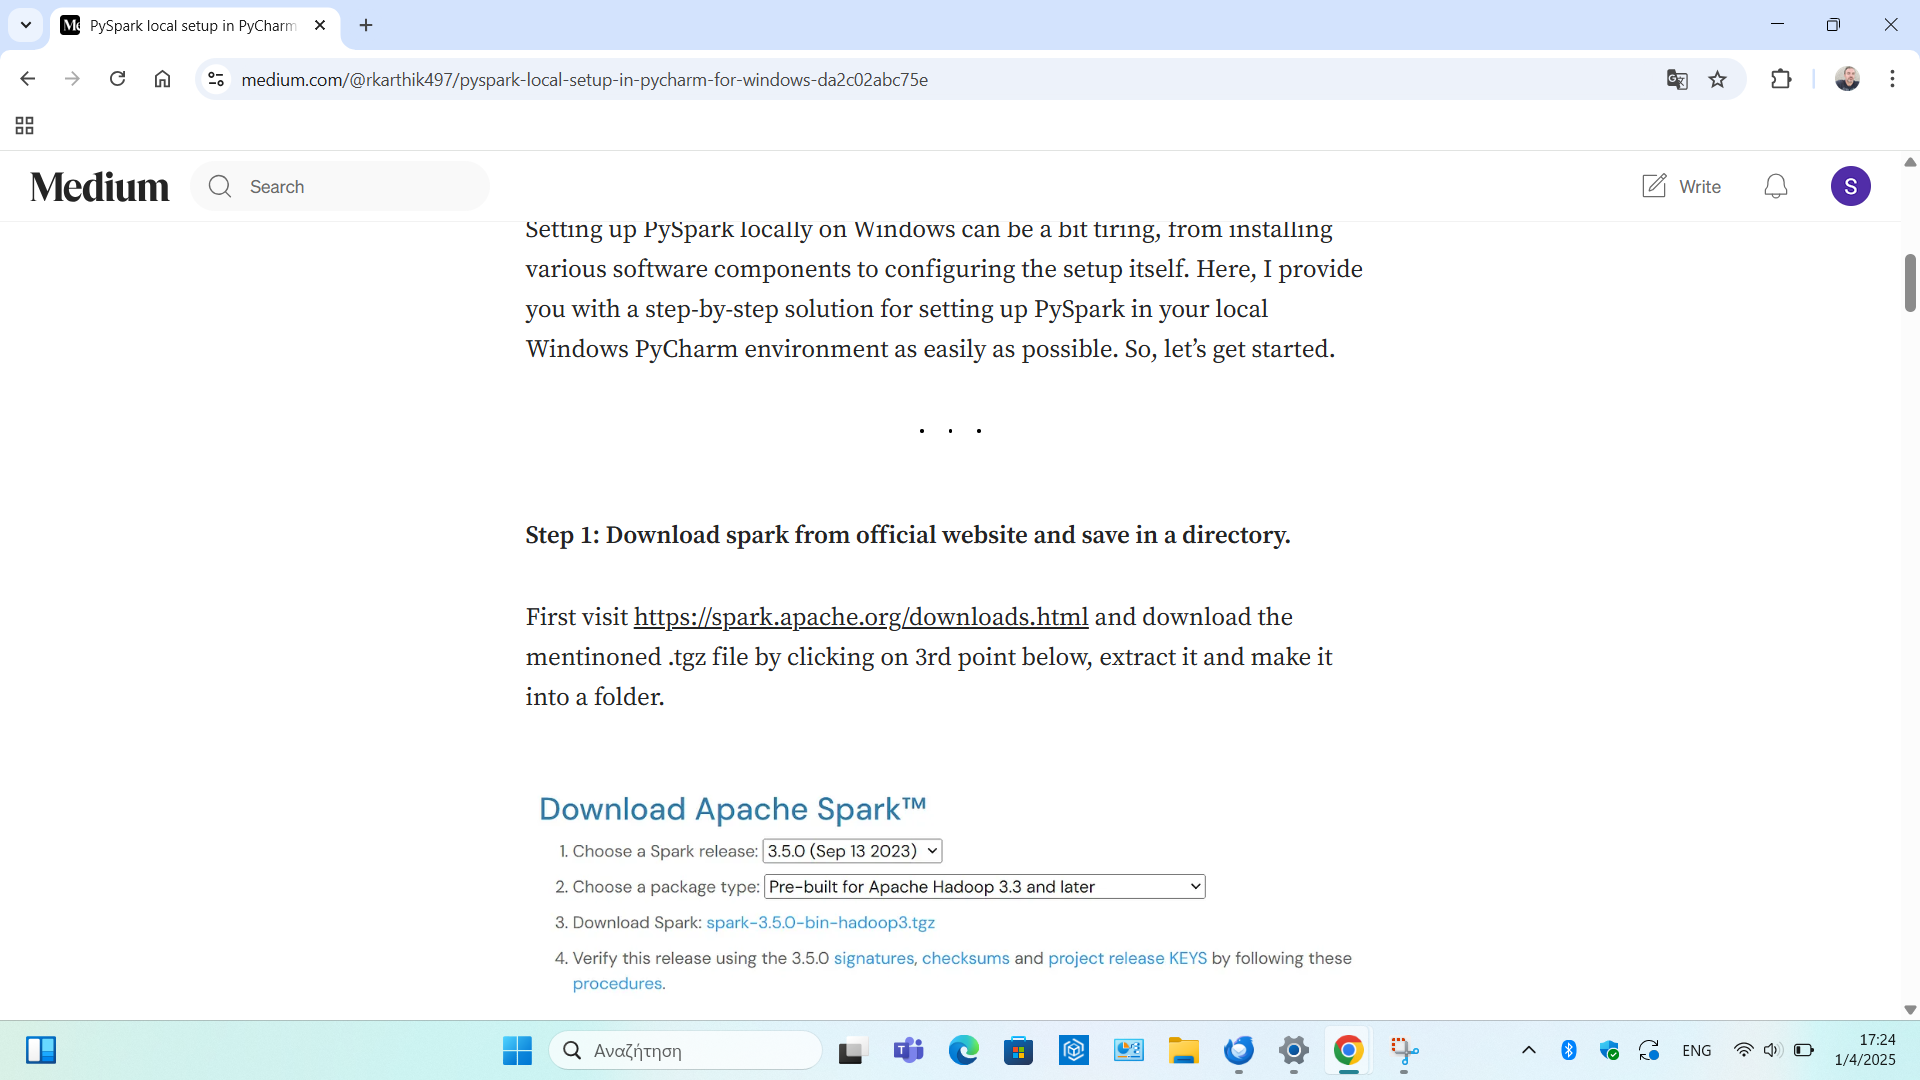 PySpark local setup in PyCharm
medium.com/@rkarthik497/pyspark-local-setup-in-pycharm-for-windows-da2c02abc75e
Medium
Search
Write
S
Setting up PySpark locally on Windows can be a bit tiring, from installing
various software components to configuring the setup itself. Here, I provide
you with a step-by-step solution for setting up PySpark in your local
Windows PyCharm environment as easily as possible. So, let’s get started.
. . .
Step 1: Download spark from official website and save in a directory.
First visit https://spark.apache.org/downloads.html and download the
mentinoned .tgz file by clicking on 3rd point below, extract it and make it
into a folder.
Download Apache Spark™
1. Choose a Spark release: 3.5.0 (Sep 13 2023)
2. Choose a package type: Pre-built for Apache Hadoop 3.3 and later
3. Download Spark: spark-3.5.0-bin-hadoop3.tgz
4. Verify this release using the 3.5.0 signatures, checksums and project release KEYS by following these
procedures.
Αναζήτηση
ENG
17:24
1/4/2025